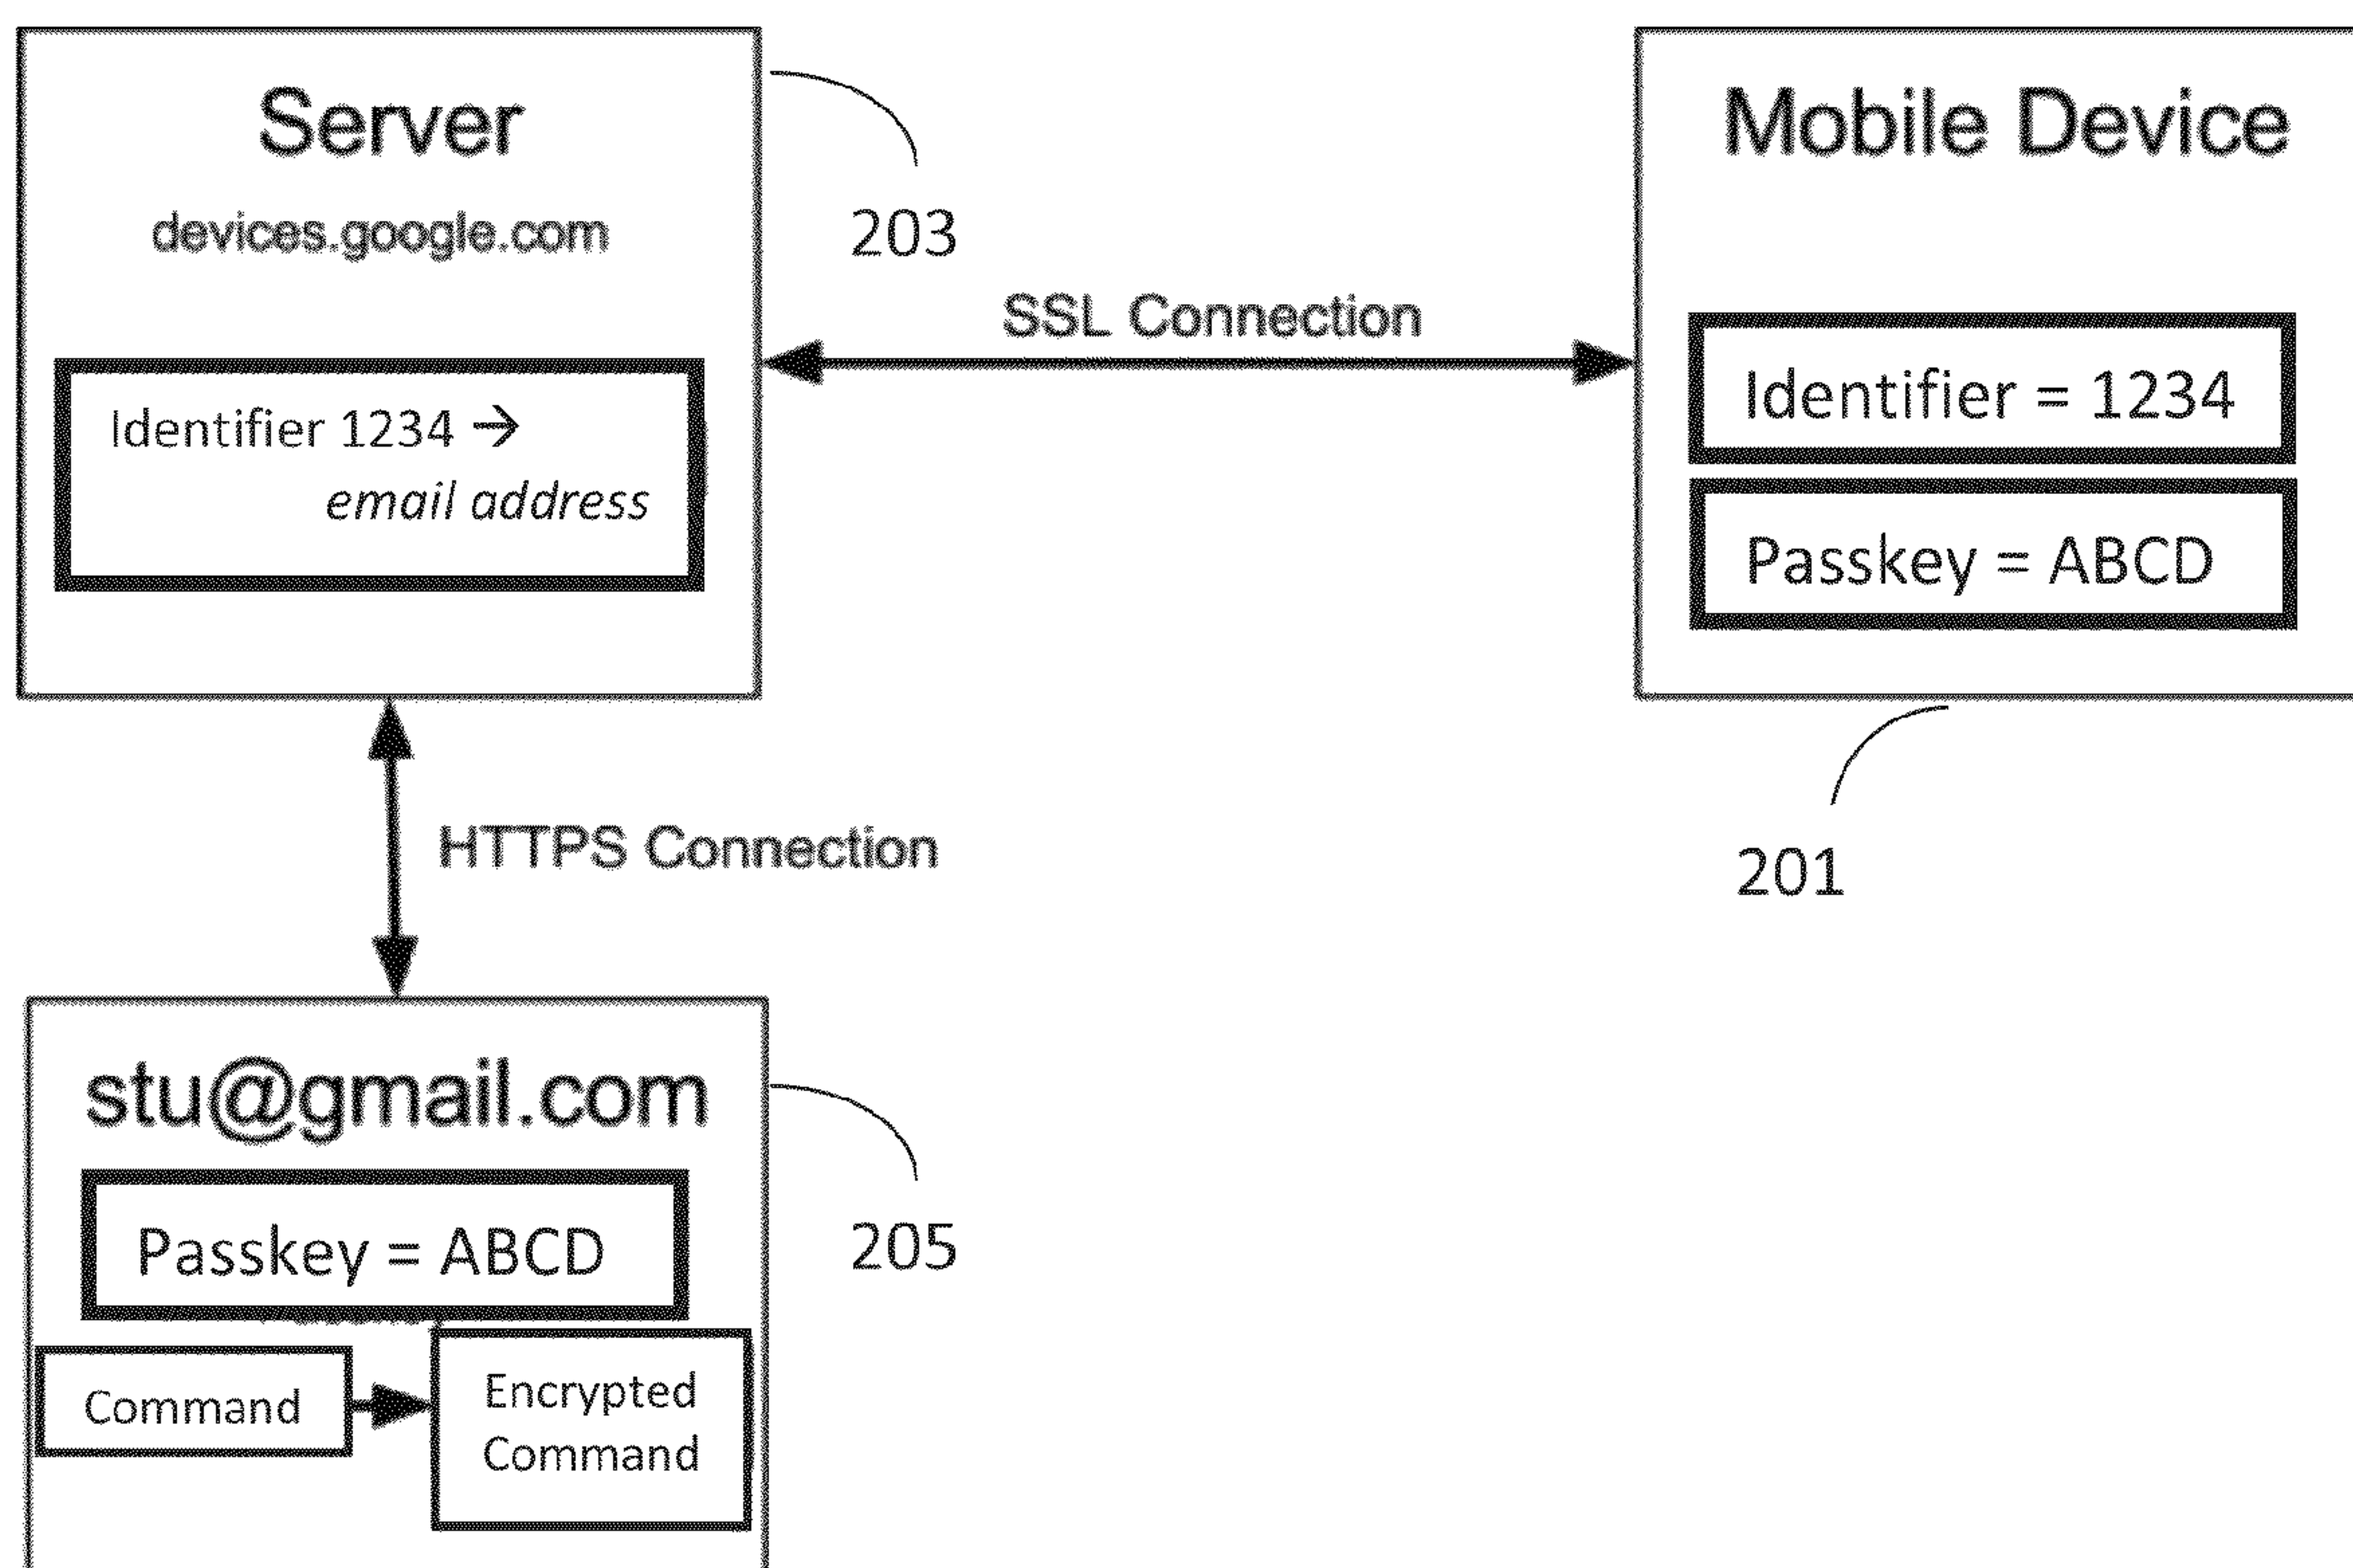 Server
devices.google.com
Identifier 1234 →
email address
203
SSL Connection
Mobile Device
Identifier = 1234
Passkey = ABCD
201
HTTPS Connection
stu@gmail.com
Passkey = ABCD
205
Command
Encrypted
Command